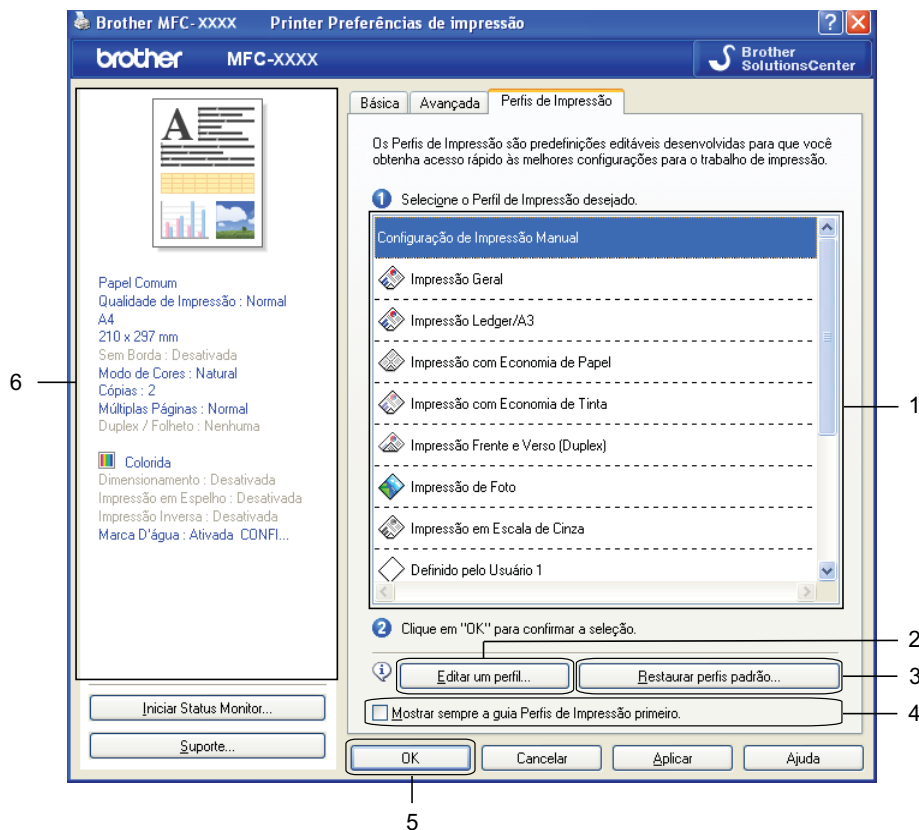 Brother MFC-XXXX Printer Preferências de impressão
brother MFC-XXXX
Brother
SolutionsCenter
Básica Avançada Perfis de Impressão
Os Perfis de Impressão são predefinições editáveis desenvolvidas para que você
obtenha acesso rápido às melhores configurações para o trabalho de impressão.
1 Selecione o Perfil de Impressão desejado.
Configuração de Impressão Manual
Impressão Geral
Impressão Ledger/A3
Impressão com Economia de Papel
Impressão com Economia de Tinta
Impressão Frente e Verso (Duplex)
Impressão de Foto
Impressão em Escala de Cinza
Definido pelo Usuário 1
1
2 Clique em "OK" para confirmar a seleção.
2
Editar um perfil...
Restaurar perfis padrão...
3
Mostrar sempre a guia Perfis de Impressão primeiro.
4
A
Papel Comum
Qualidade de Impressão : Normal
A4
210 x 297 mm
Sem Borda : Desativada
Modo de Cores : Natural
Cópias : 2
Múltiplas Páginas : Normal
Duplex / Folheto : Nenhuma
Colorida
Dimensionamento : Desativada
Impressão em Espelho : Desativada
Impressão Inversa : Desativada
Marca D'água : Ativada CONFI...
6
Iniciar Status Monitor...
Suporte...
OK Cancelar Aplicar Ajuda
5